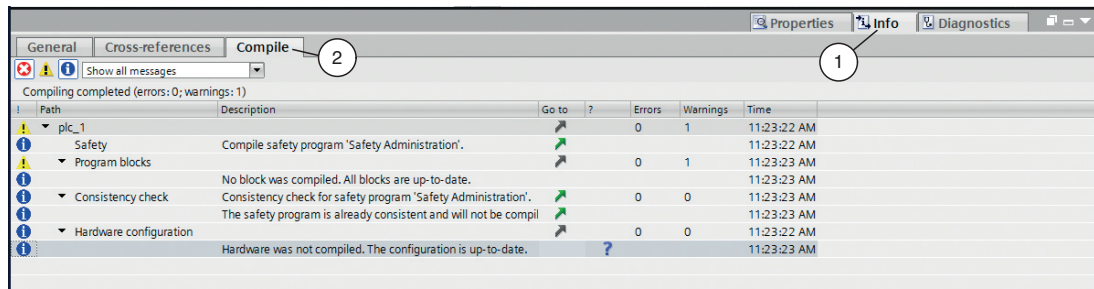 Properties Info Diagnostics
General Cross-references Compile
2
1
Show all messages
Compiling completed (errors: 0; warnings: 1)
! Path Description Go to ? Errors Warnings Time
plc_1 0 1 11:23:22 AM
Safety Compile safety program 'Safety Administration'. 11:23:22 AM
Program blocks 0 1 11:23:23 AM
No block was compiled. All blocks are up-to-date. 11:23:23 AM
Consistency check Consistency check for safety program 'Safety Administration'. 0 0 11:23:23 AM
The safety program is already consistent and will not be compil 11:23:23 AM
Hardware configuration 0 0 11:23:22 AM
Hardware was not compiled. The configuration is up-to-date. ? 11:23:23 AM